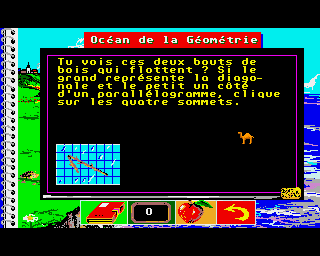 Océan de la Géométrie
Tu vois ces deux bouts de
bois qui flottent ? Si le
grand représente la diago-
nale et le petit un côté
d'un parallélogramme, clique
sur les quatre sommets.
0